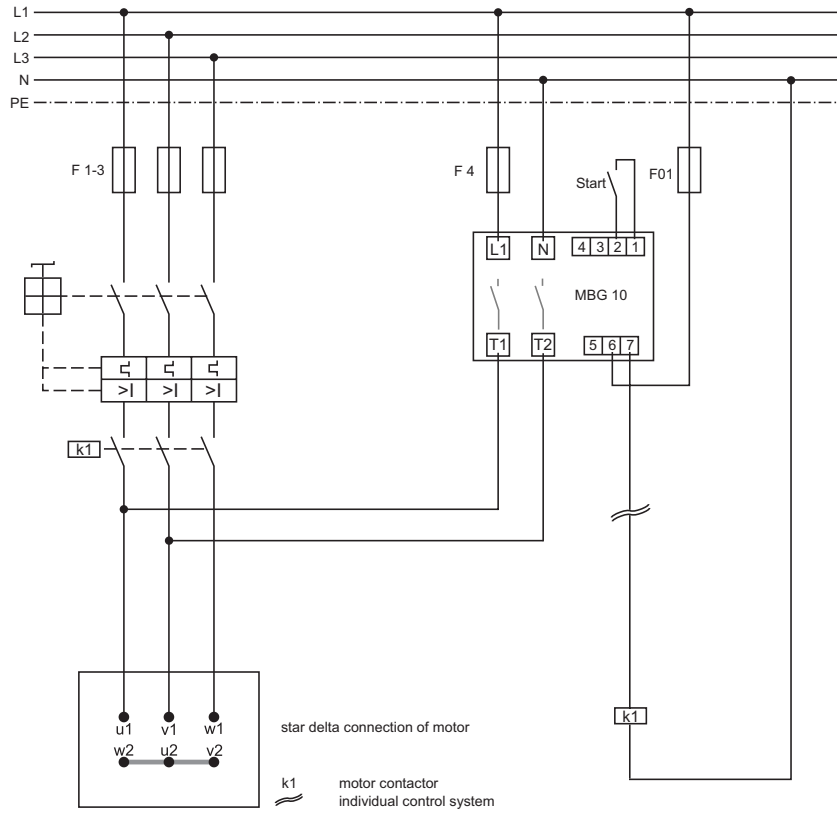 L1
L2
L3
N
PE
F 1-3
F 4
Start
F01
L1 N 4 3 2 1
MBG 10
T1 T2 5 6 7
>I >I >I
k1
k1
u1 v1 w1
w2 u2 v2
star delta connection of motor
k1 motor contactor
individual control system